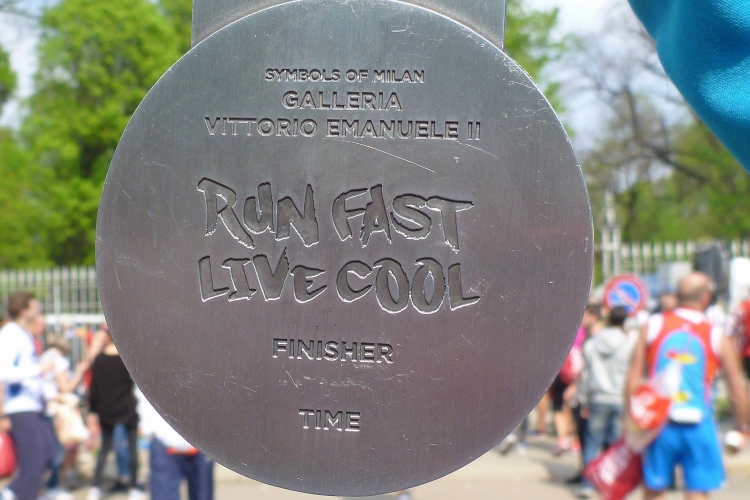 SYMBOLS OF MILAN
GALLERIA
VITTORIO EMANUELE II
RUN FAST
LIVE COOL
FINISHER
TIME